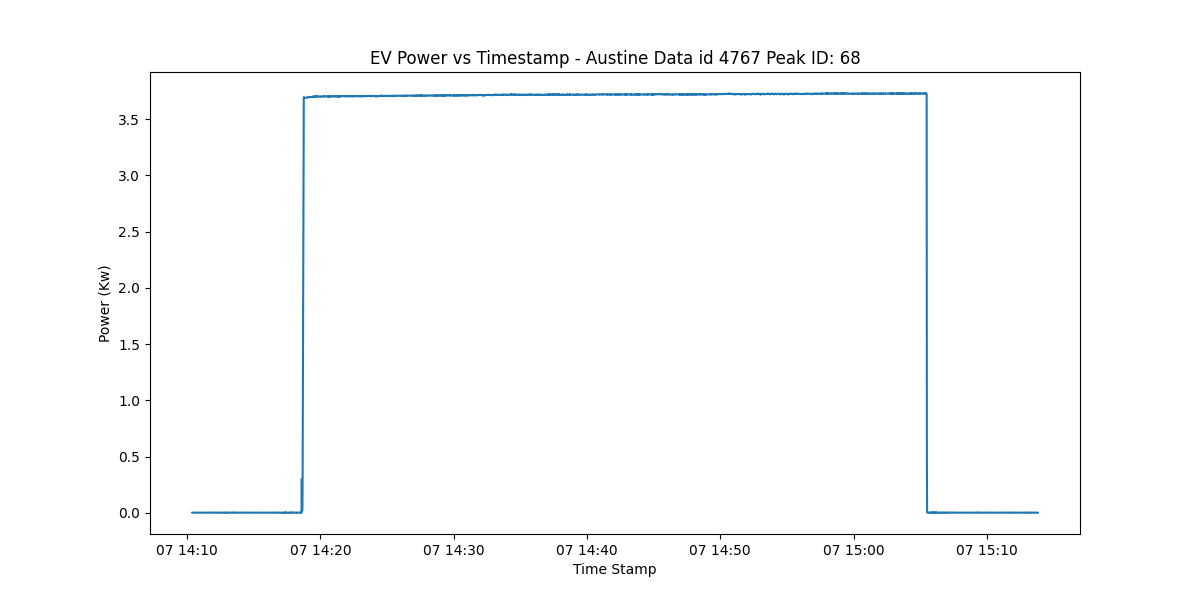 EV Power vs Timestamp - Austine Data id 4767 Peak ID: 68
3.5
3.0
2.5
2.0
1.5
1.0
0.5
0.0
Power (Kw)
07 14:10 07 14:20 07 14:30 07 14:40 07 14:50 07 15:00 07 15:10
Time Stamp